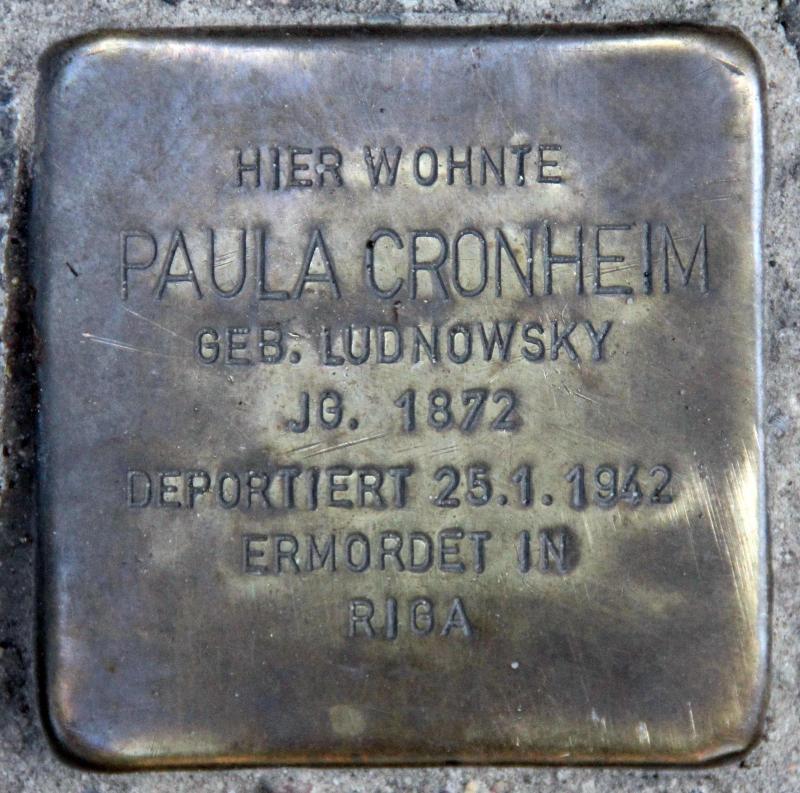 HIER WOHNTE
PAULA CRONHEIM
GEB. LUDNOWSKY
JG. 1872
DEPORTIERT 25.1.1942
ERMORDET IN
RIGA